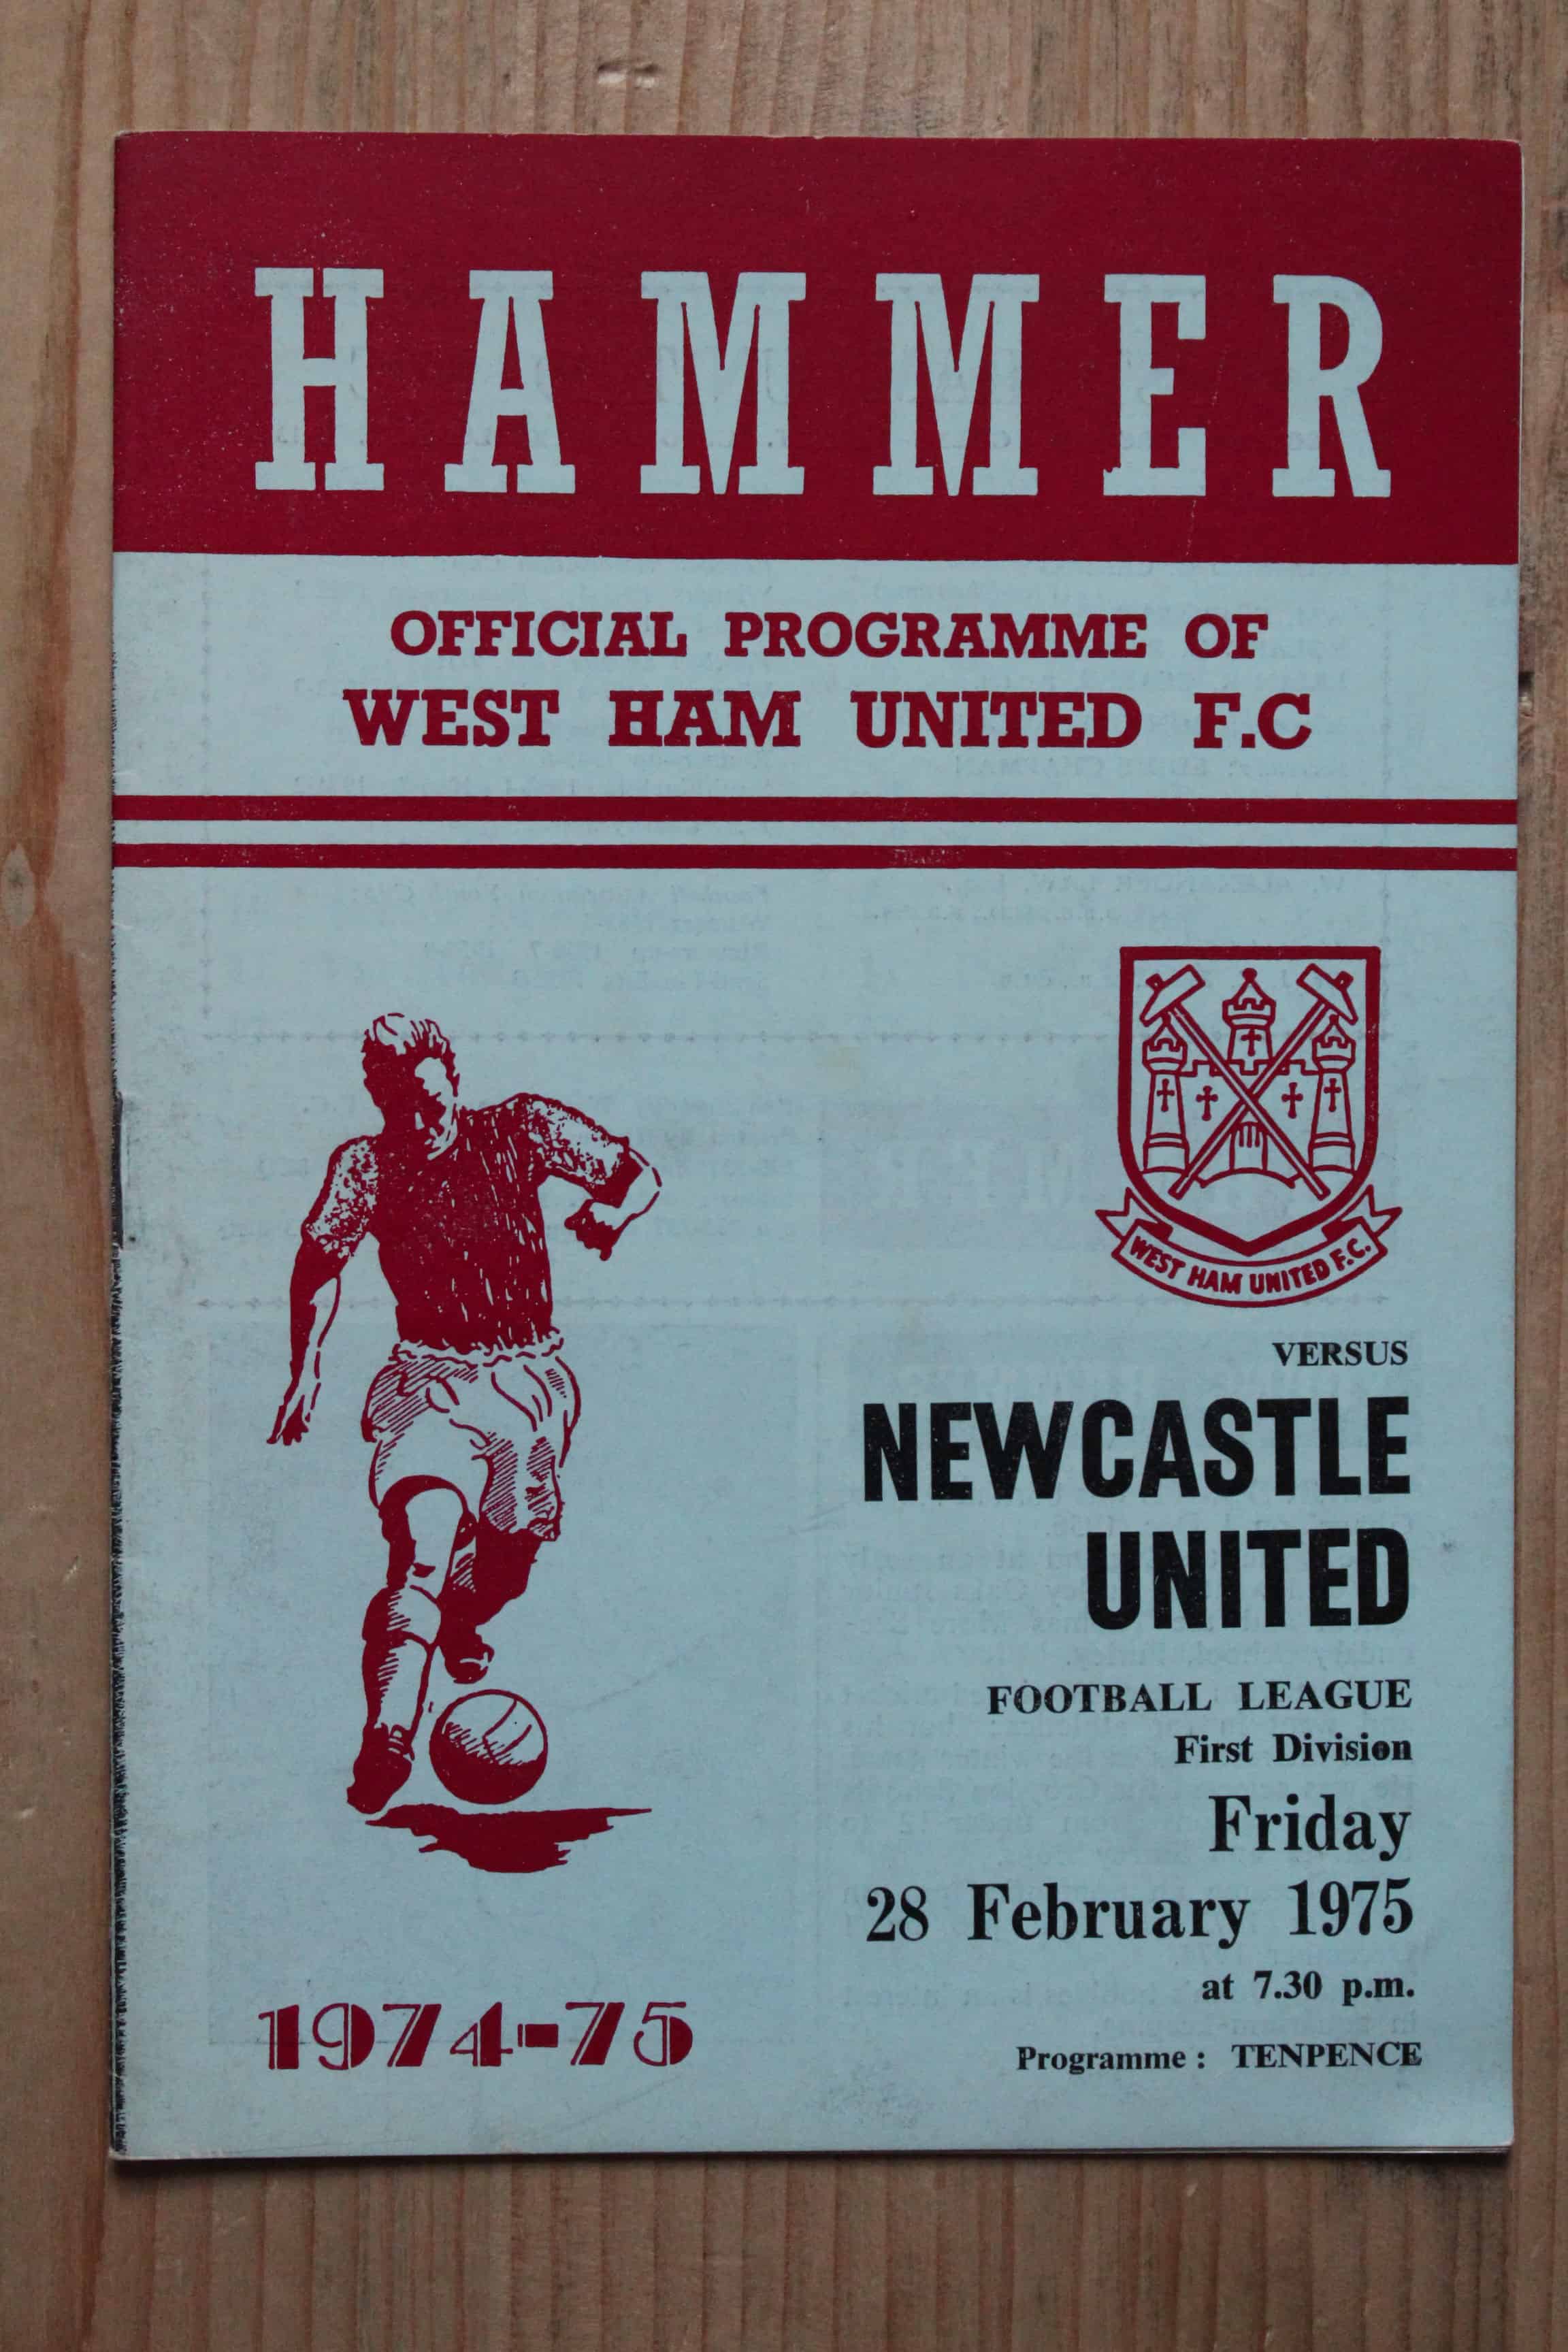 HAMMER
OFFICIAL PROGRAMME OF
WEST HAM UNITED F.C
WEST HAM UNITED F.C.
VERSUS
NEWCASTLE
UNITED
FOOTBALL LEAGUE
First Division
Friday
28 February 1975
at 7.30 p.m.
Programme : TENPENCE
1974-75